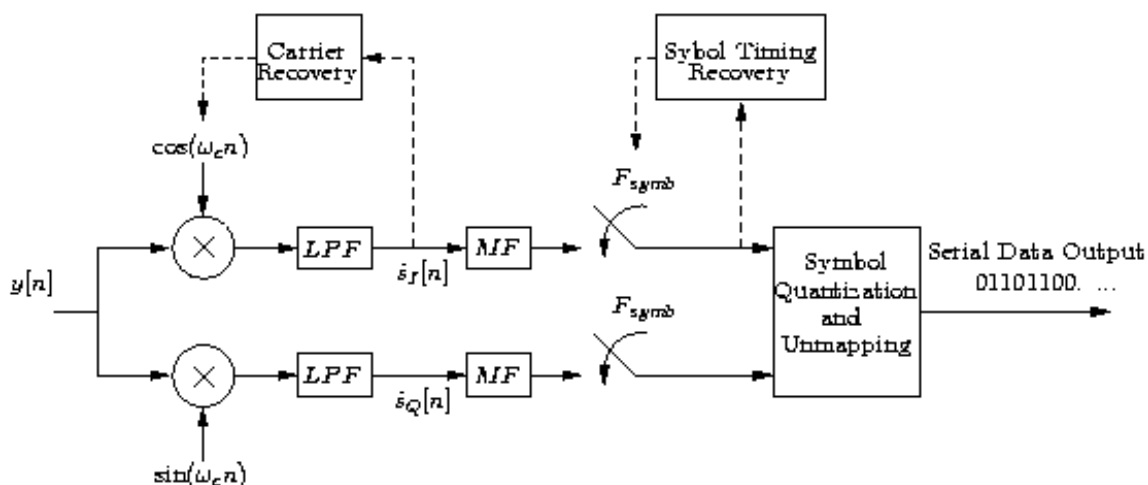 Carrier
Recovery
Sybol Timing
Recovery
cos(ω_c n)
F_symb
LPF
MF
ŝ_I[n]
y[n]
F_symb
LPF
MF
ŝ_Q[n]
sin(ω_c n)
Symbol
Quantization
and
Unmapping
Serial Data Output
01101100. ...